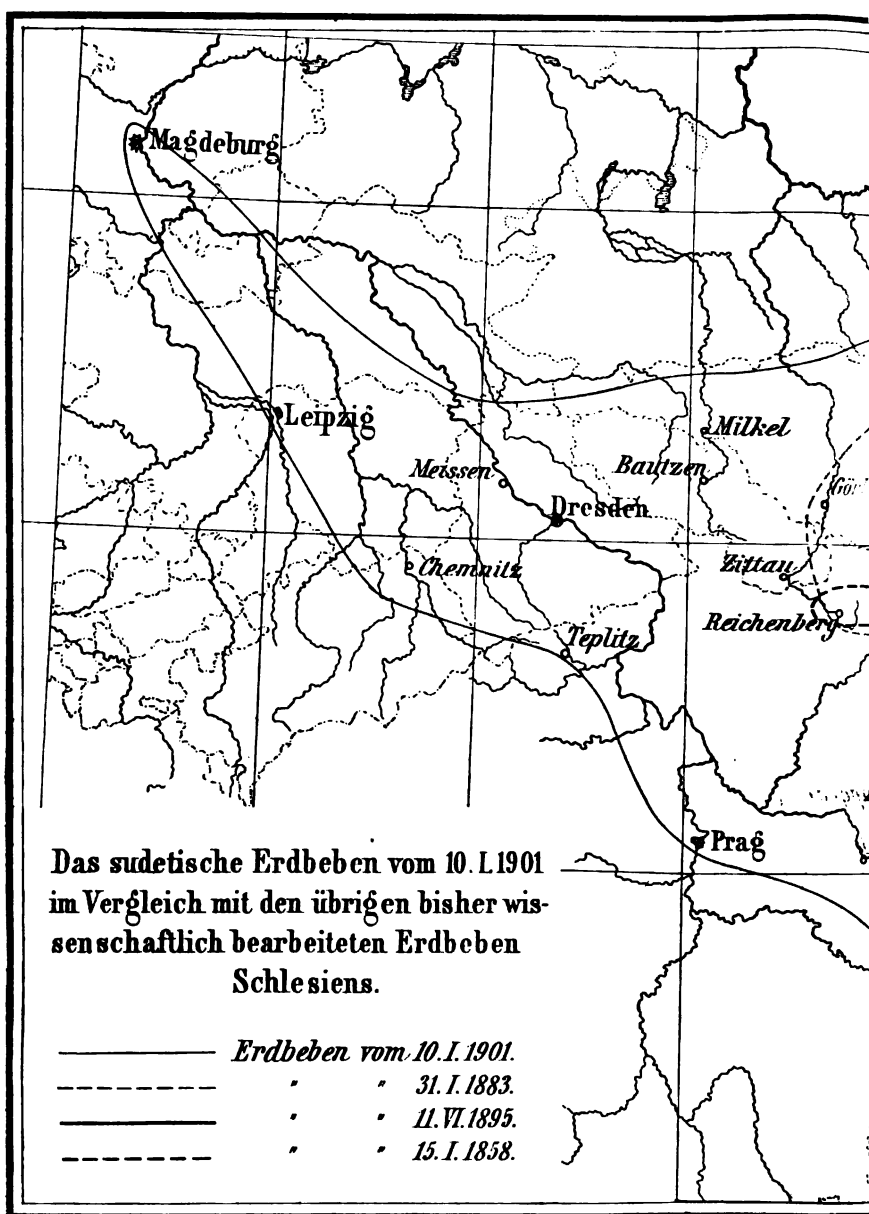 Magdeburg
Leipzig
Milkel
Meissen
Bautzen
Gör
Dresden
Chemnitz
Zittau
Reichenberg
Teplitz
Prag
Das sudetische Erdbeben vom 10.I.1901
im Vergleich mit den übrigen bisher wis-
senschaftlich bearbeiteten Erdbeben
Schlesiens.
Erdbeben vom 10.I.1901.
" " 31.I.1883.
" " 11.VI.1895.
" " 15.I.1858.